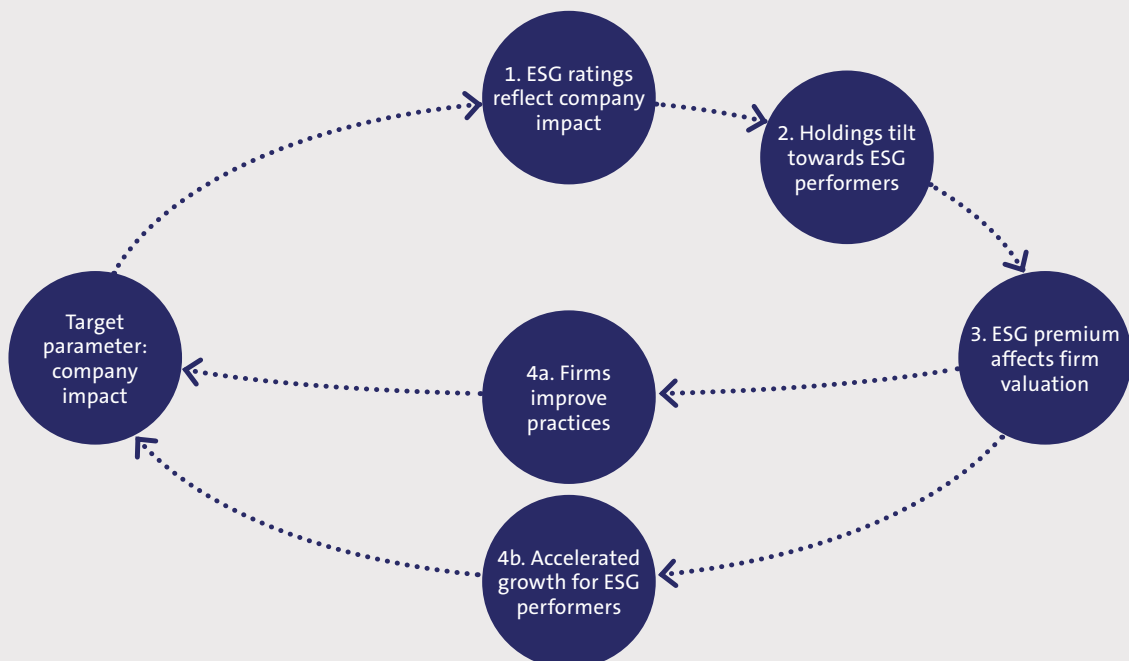 1. ESG ratings
reflect company
impact
2. Holdings tilt
towards ESG
performers
3. ESG premium
affects firm
valuation
4a. Firms
improve
practices
4b. Accelerated
growth for ESG
performers
Target
parameter:
company
impact